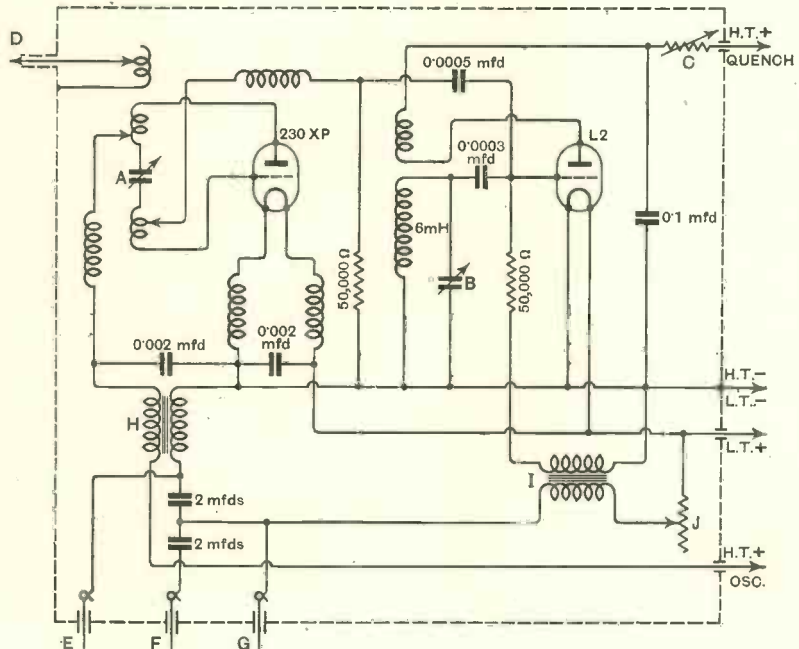 D
H.T.+
QUENCH
C
0·0005 mfd
230 XP
L2
0·0003
mfd
A
6mH
B
0·1 mfd
50,000 Ω
50,000 Ω
0·002 mfd
0·002
mfd
H.T.-
L.T.-
H
L.T.+
I
2 mfds
J
2 mfds
H.T.+
OSC.
E
F
G